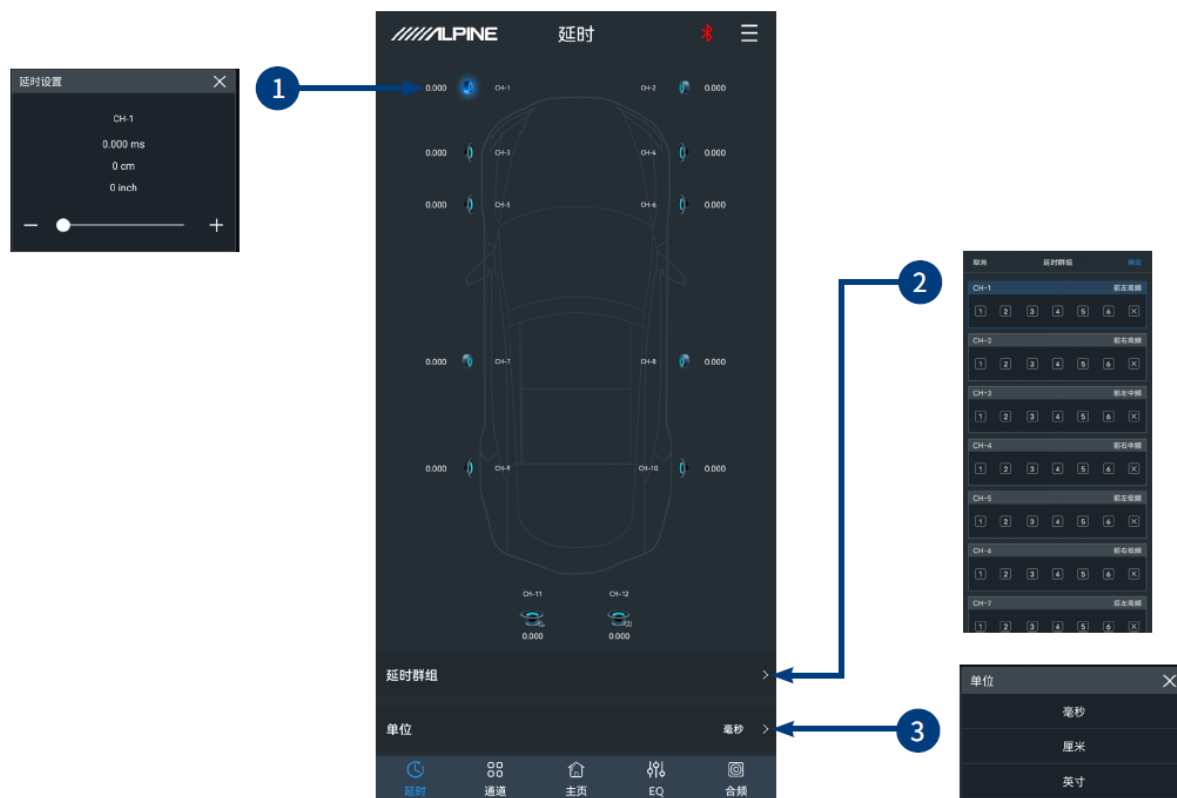 ALPINE
延时
延时设置
CH-1
0.000 ms
0 cm
0 inch
1
0.000 CH-1 CH-2 0.000
0.000 CH-3 CH-4 0.000
0.000 CH-5 CH-6 0.000
0.000 CH-7 CH-8 0.000
0.000 CH-9 CH-10 0.000
CH-11 CH-12
0.000 0.000
延时群组
单位 毫秒
延时 通道 主页 EQ 合频
2
取消 延时群组 确定
CH-1 前左高频
1 2 3 4 5 6
CH-2 前右高频
1 2 3 4 5 6
CH-3 前左中频
1 2 3 4 5 6
CH-4 前右中频
1 2 3 4 5 6
CH-5 前左低频
1 2 3 4 5 6
CH-6 前右低频
1 2 3 4 5 6
CH-7 后左高频
1 2 3 4 5 6
3
单位
毫秒
厘米
英寸